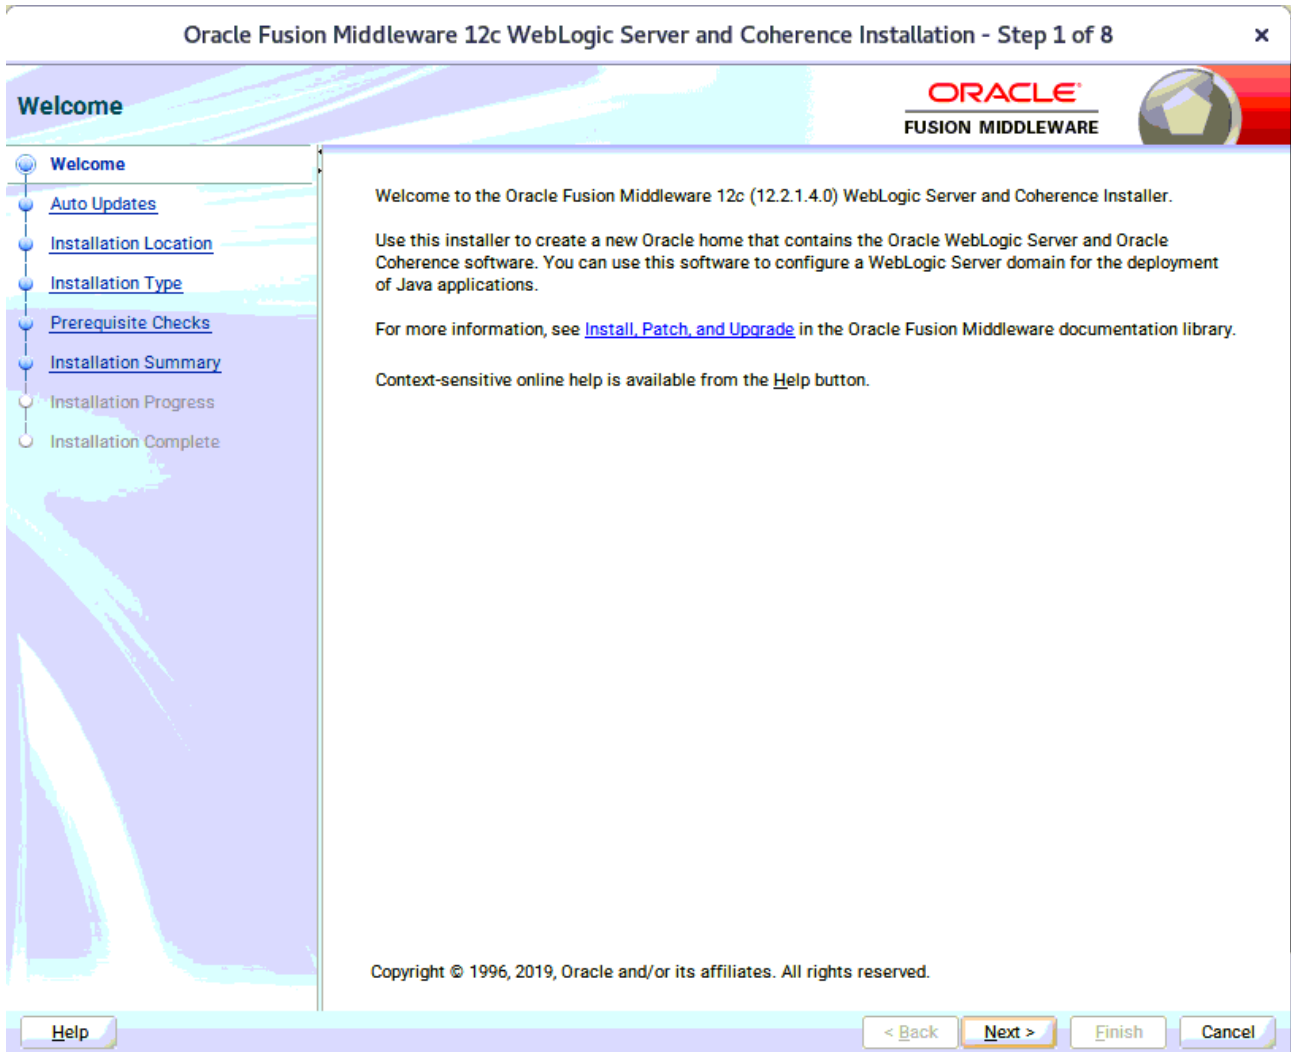 Oracle Fusion Middleware 12c WebLogic Server and Coherence Installation - Step 1 of 8
Welcome
ORACLE
FUSION MIDDLEWARE
Welcome
Auto Updates
Installation Location
Installation Type
Prerequisite Checks
Installation Summary
Installation Progress
Installation Complete
Welcome to the Oracle Fusion Middleware 12c (12.2.1.4.0) WebLogic Server and Coherence Installer.
Use this installer to create a new Oracle home that contains the Oracle WebLogic Server and Oracle
Coherence software. You can use this software to configure a WebLogic Server domain for the deployment
of Java applications.
For more information, see Install, Patch, and Upgrade in the Oracle Fusion Middleware documentation library.
Context-sensitive online help is available from the Help button.
Copyright © 1996, 2019, Oracle and/or its affiliates. All rights reserved.
Help
< Back
Next >
Finish
Cancel